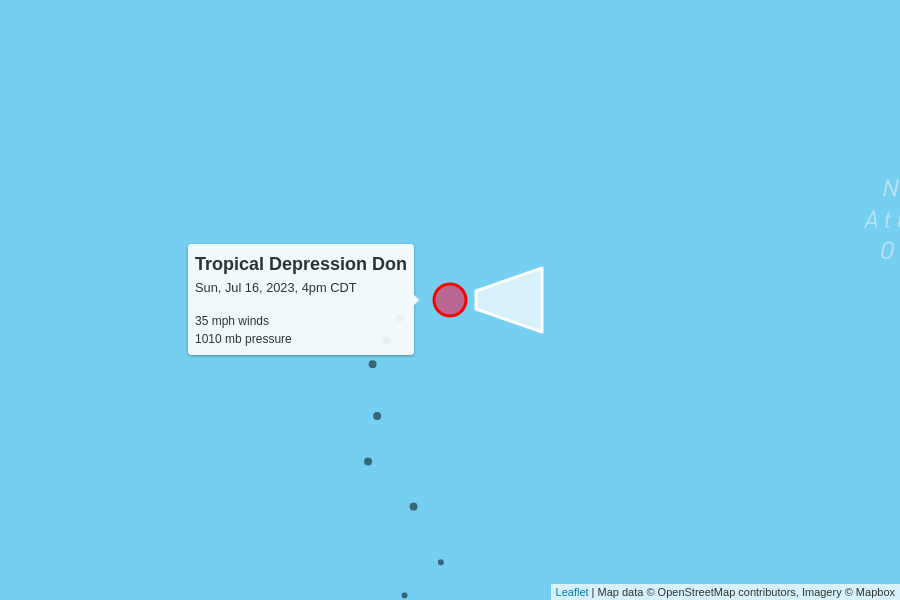 Tropical Depression Don
Sun, Jul 16, 2023, 4pm CDT
35 mph winds
1010 mb pressure
Leaflet | Map data © OpenStreetMap contributors, Imagery © Mapbox